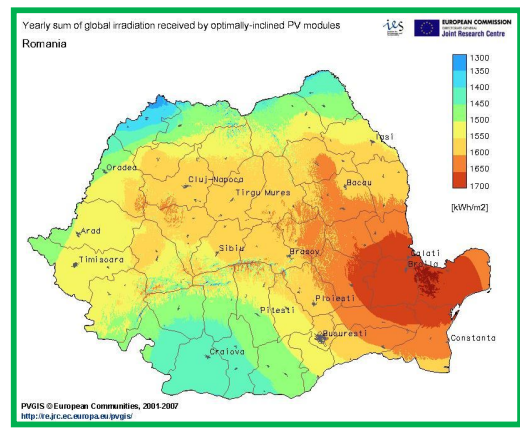 Yearly sum of global irradiation received by optimally-inclined PV modules
Romania
ies
EUROPEAN COMMISSION
DIRECTORATE-GENERAL
Joint Research Centre
1300
1350
1400
1450
1500
1550
1600
1650
1700
[kWh/m2]
Iasi
Oradea
Cluj-Napoca
Tirgu Mures
Bacau
Arad
Timisoara
Sibiu
Brasov
Galati
Braila
Ploiesti
Pitesti
Bucuresti
Constanta
Craiova
PVGIS © European Communities, 2001-2007
http://re.jrc.ec.europa.eu/pvgis/